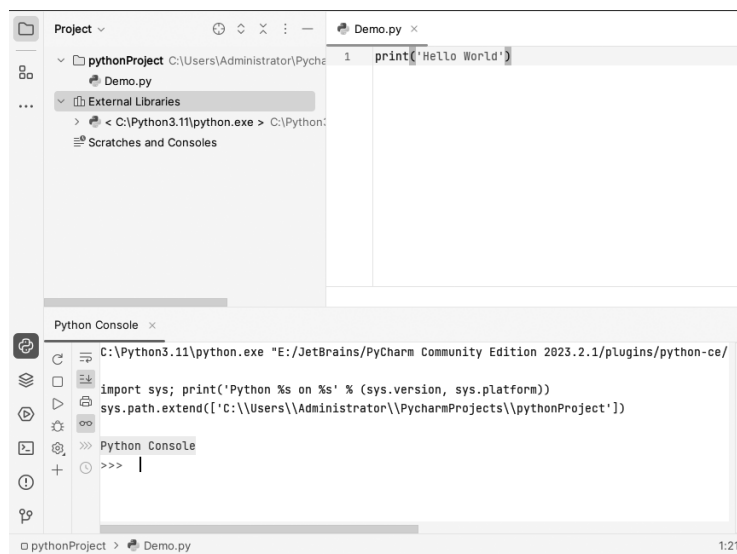 Project
Demo.py
pythonProject C:\Users\Administrator\Pycha
Demo.py
External Libraries
< C:\Python3.11\python.exe > C:\Python3
Scratches and Consoles
1 print('Hello World')
Python Console
C:\Python3.11\python.exe "E:/JetBrains/PyCharm Community Edition 2023.2.1/plugins/python-ce/
import sys; print('Python %s on %s' % (sys.version, sys.platform))
sys.path.extend(['C:\\Users\\Administrator\\PycharmProjects\\pythonProject'])
Python Console
>>>
pythonProject > Demo.py
1:21